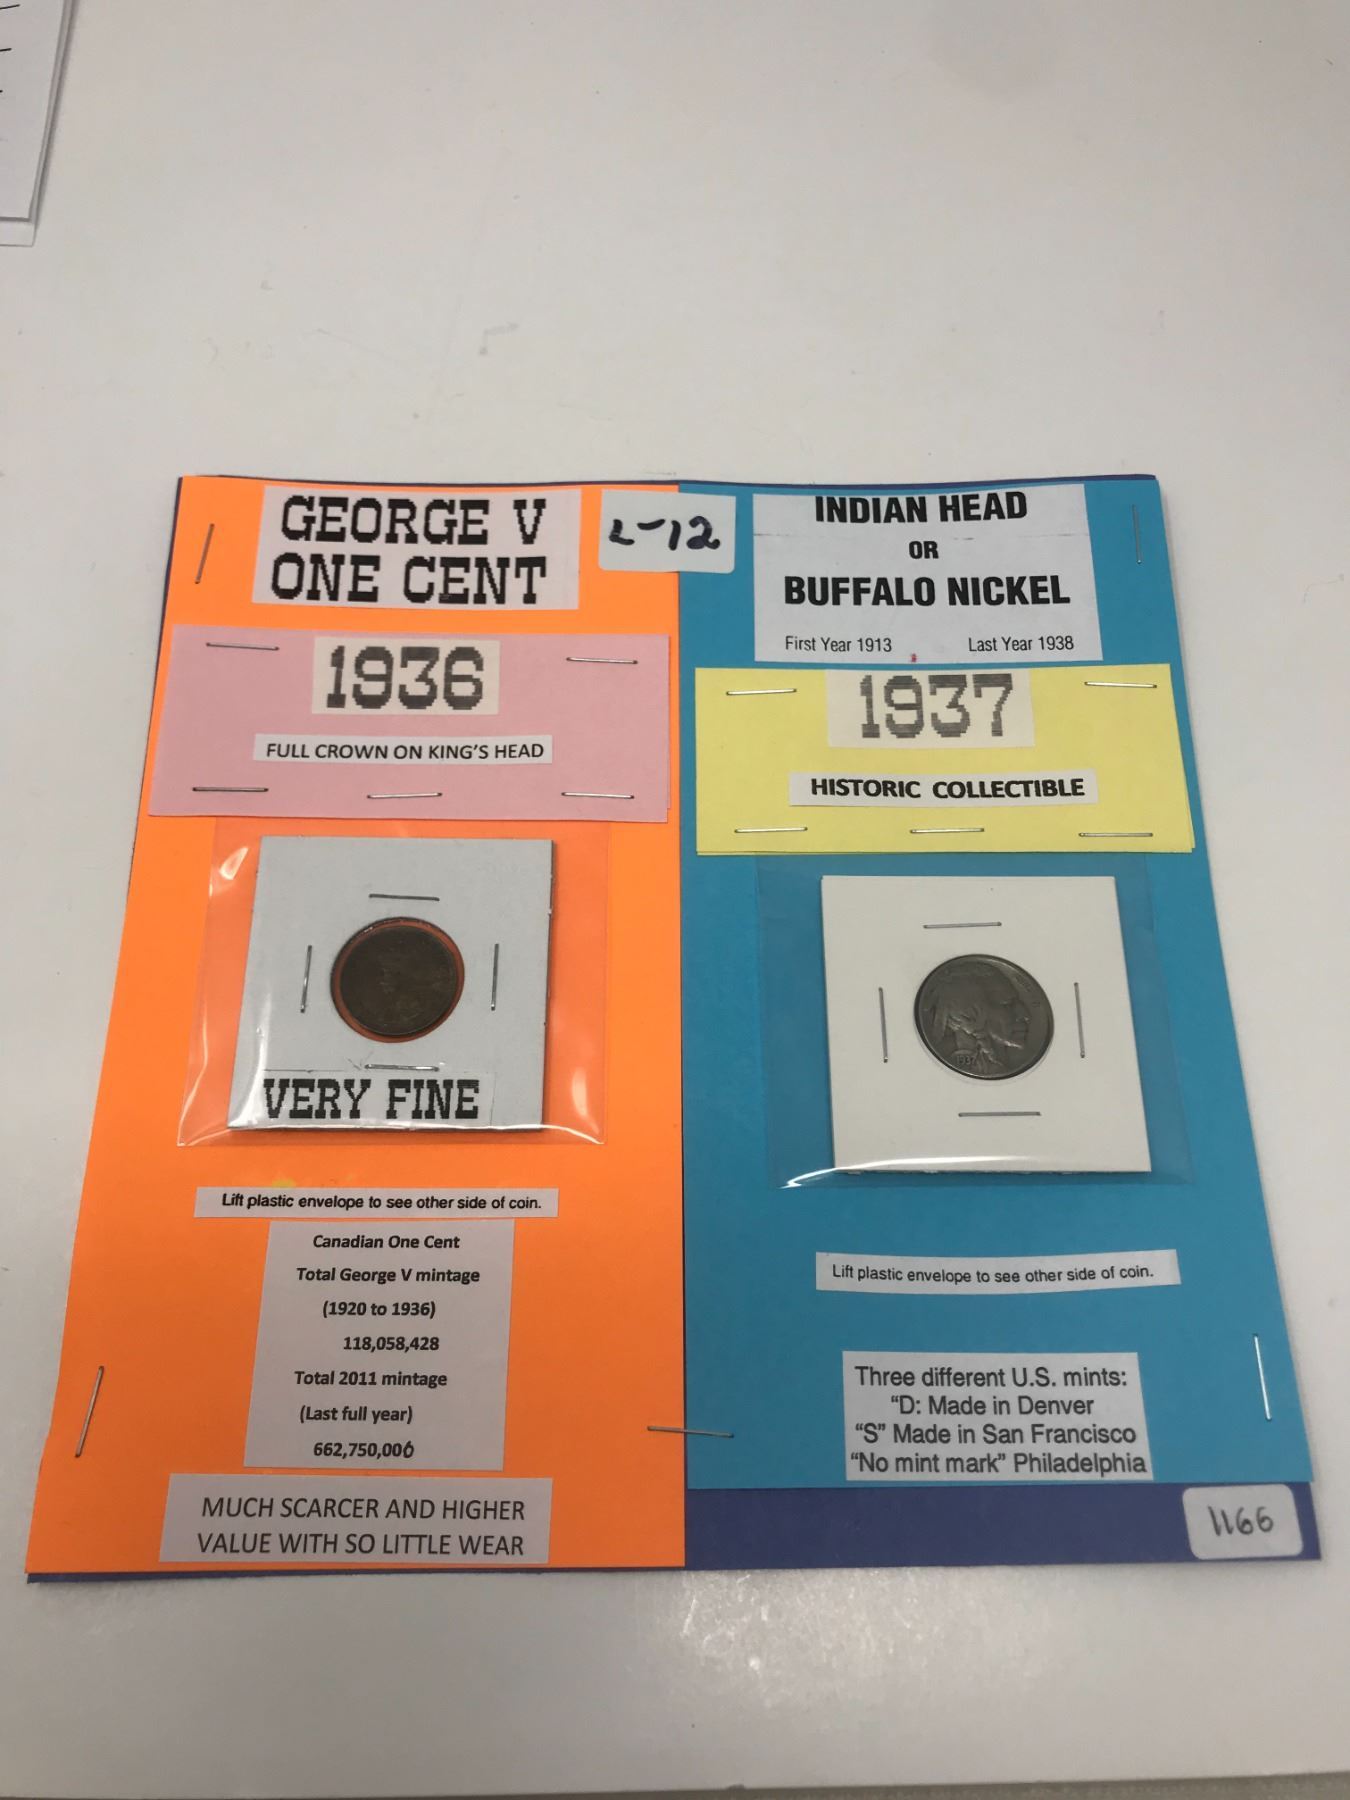 GEORGE V
ONE CENT
1936
FULL CROWN ON KING'S HEAD
VERY FINE
Lift plastic envelope to see other side of coin.
Canadian One Cent
Total George V mintage
(1920 to 1936)
118,058,428
Total 2011 mintage
(Last full year)
662,750,000
MUCH SCARCER AND HIGHER
VALUE WITH SO LITTLE WEAR
L-12
INDIAN HEAD
OR
BUFFALO NICKEL
First Year 1913 Last Year 1938
1937
HISTORIC COLLECTIBLE
1937
Lift plastic envelope to see other side of coin.
Three different U.S. mints:
"D: Made in Denver
"S" Made in San Francisco
"No mint mark" Philadelphia
1166